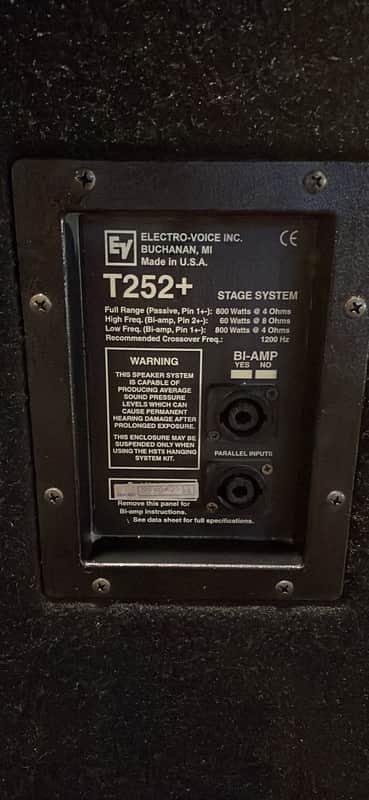 EV
ELECTRO-VOICE INC.
BUCHANAN, MI
Made in U.S.A.
CE
T252+
STAGE SYSTEM
Full Range (Passive, Pin 1+-): 800 Watts @ 4 Ohms
High Freq. (Bi-amp, Pin 2+-): 60 Watts @ 8 Ohms
Low Freq. (Bi-amp, Pin 1+-): 800 Watts @ 4 Ohms
Recommended Crossover Freq.: 1200 Hz
WARNING
THIS SPEAKER SYSTEM
IS CAPABLE OF
PRODUCING AVERAGE
SOUND PRESSURE
LEVELS WHICH CAN
CAUSE PERMANENT
HEARING DAMAGE AFTER
PROLONGED EXPOSURE.
THIS ENCLOSURE MAY BE
SUSPENDED ONLY WHEN
USING THE HSTS HANGING
SYSTEM KIT.
BI-AMP
YES NO
PARALLEL INPUTS
Remove this panel for
Bi-amp instructions.
See data sheet for full specifications.